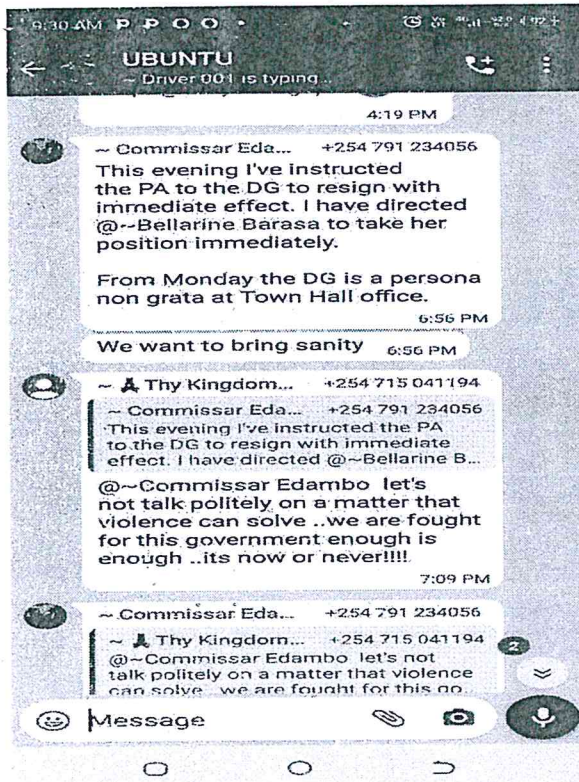 9:30 AM P P
UBUNTU
~ Driver 001 is typing...
4:19 PM
~ Commissar Eda... +254 791 234056
This evening I've instructed
the PA to the DG to resign with
immediate effect. I have directed
@~Bellarine Barasa to take her
position immediately.
From Monday the DG is a persona
non grata at Town Hall office.
6:56 PM
We want to bring sanity 6:56 PM
~ Thy Kingdom... +254 715 041194
~ Commissar Eda... +254 791 234056
This evening I've instructed the PA
to the DG to resign with immediate
effect. I have directed @~Bellarine B...
@~Commissar Edambo let's
not talk politely on a matter that
violence can solve ..we are fought
for this government enough is
enough ..its now or never!!!!
7:09 PM
~ Commissar Eda... +254 791 234056
~ Thy Kingdom... +254 715 041194
2
@~Commissar Edambo let's not
talk politely on a matter that violence
can solve we are fought for this go
Message